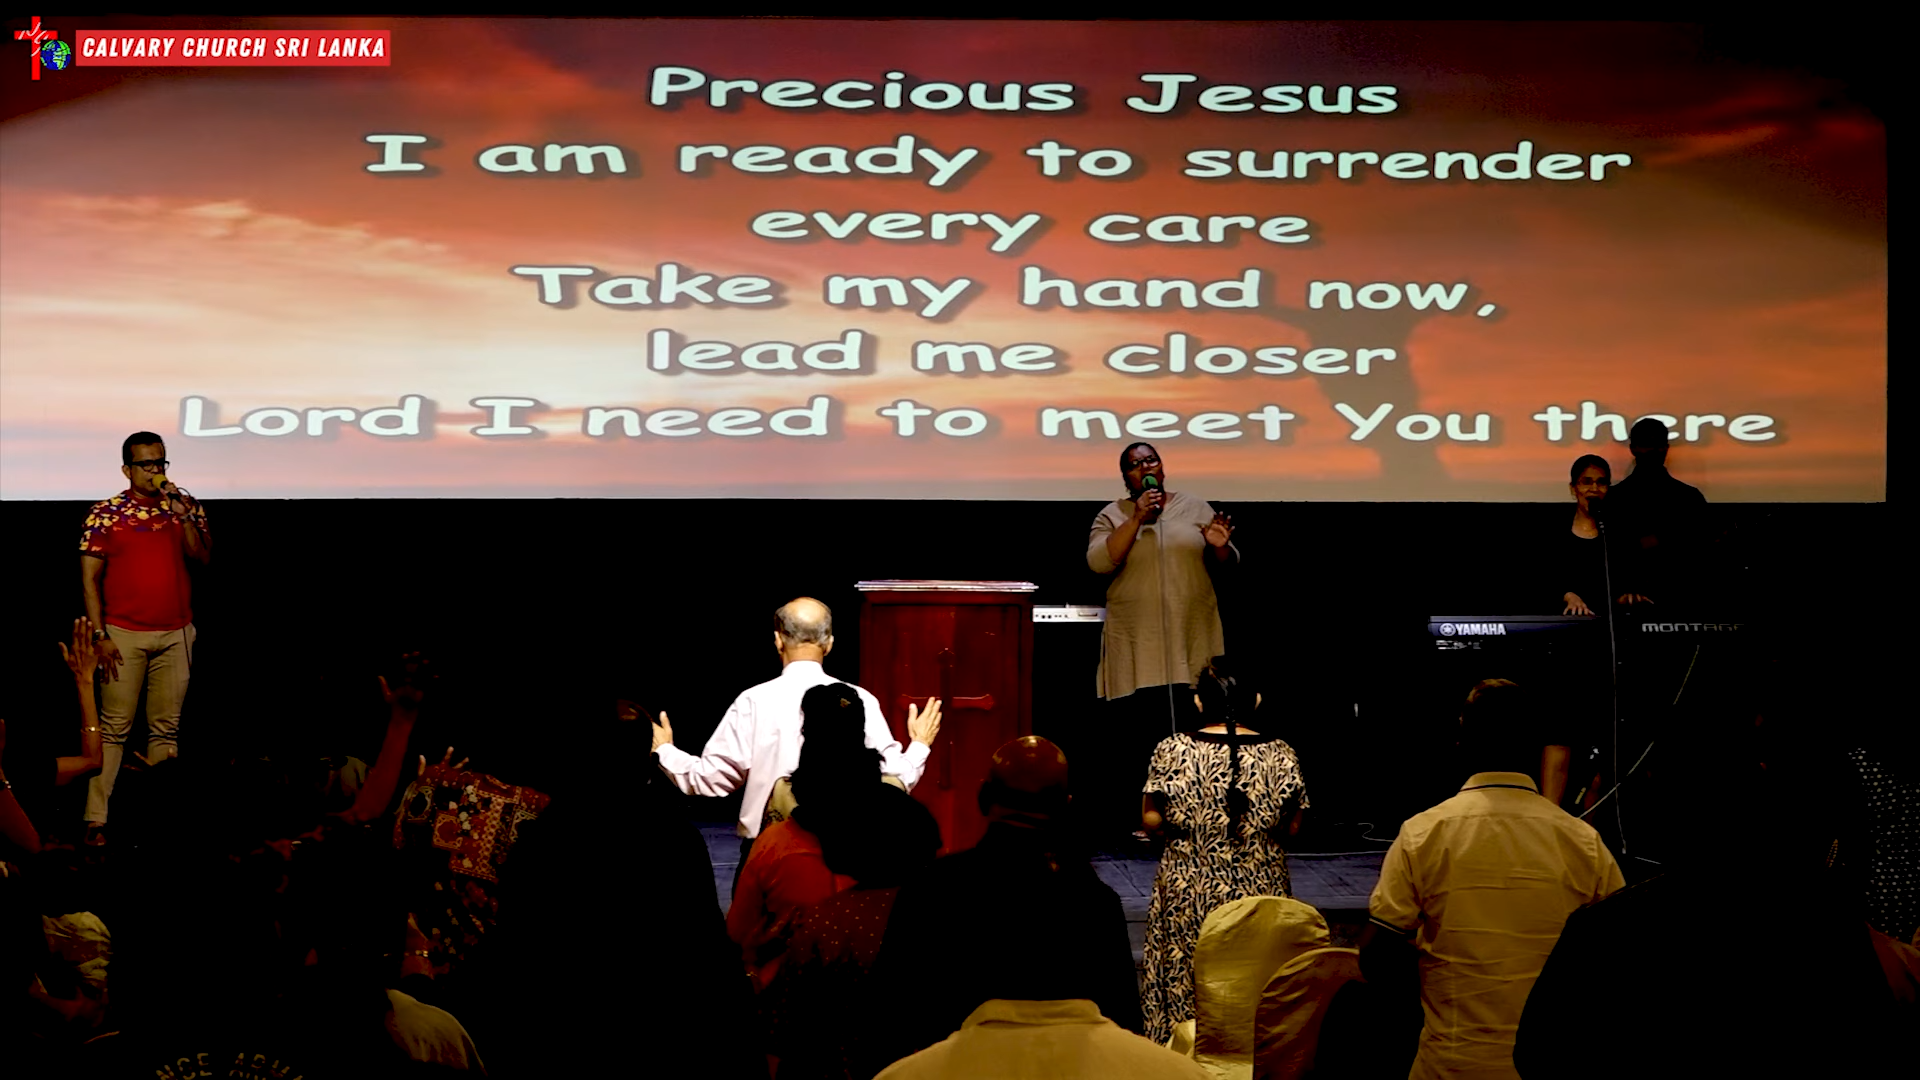 CALVARY CHURCH SRI LANKA
Precious Jesus
I am ready to surrender
every care
Take my hand now,
lead me closer
Lord I need to meet You there
YAMAHA
MONTAGE